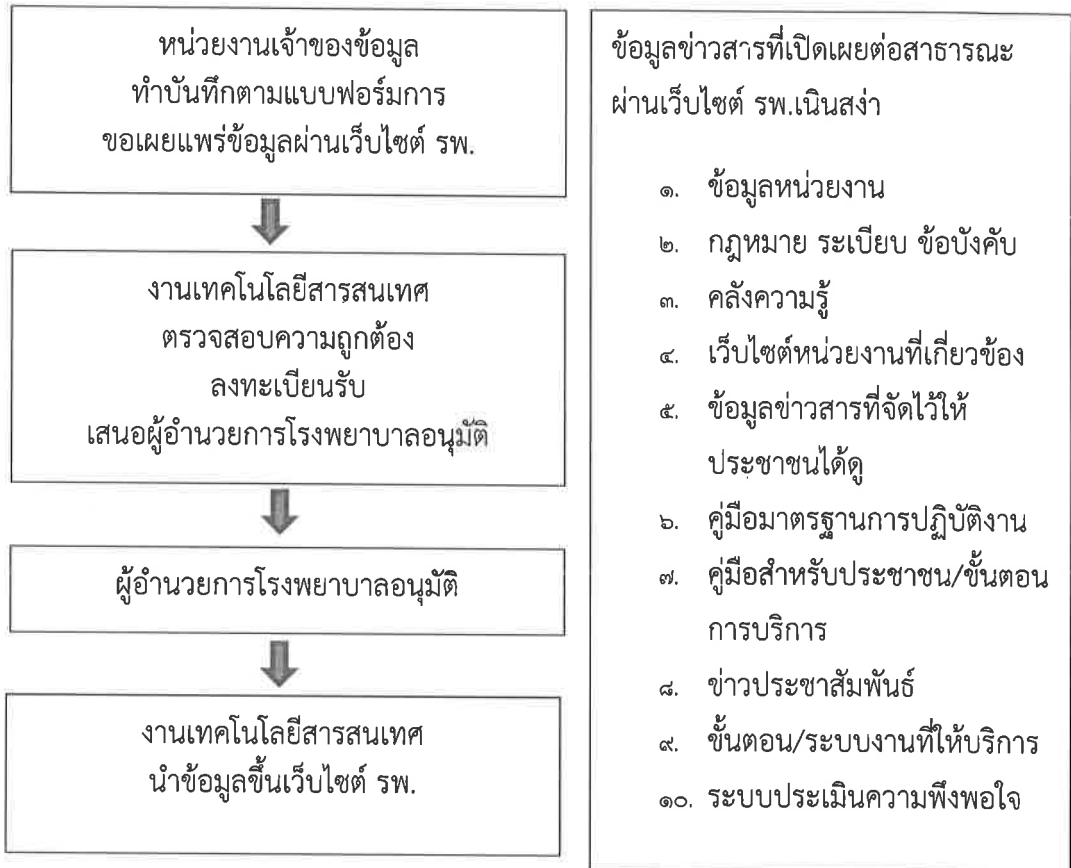 หน่วยงานเจ้าของข้อมูล
ทำบันทึกตามแบบฟอร์มการ
ขอเผยแพร่ข้อมูลผ่านเว็บไซต์ รพ.
งานเทคโนโลยีสารสนเทศ
ตรวจสอบความถูกต้อง
ลงทะเบียนรับ
เสนอผู้อำนวยการโรงพยาบาลอนุมัติ
ผู้อำนวยการโรงพยาบาลอนุมัติ
งานเทคโนโลยีสารสนเทศ
นำข้อมูลขึ้นเว็บไซต์ รพ.
ข้อมูลข่าวสารที่เปิดเผยต่อสาธารณะ
ผ่านเว็บไซต์ รพ.เนินสง่า
๑. ข้อมูลหน่วยงาน
๒. กฎหมาย ระเบียบ ข้อบังคับ
๓. คลังความรู้
๔. เว็บไซต์หน่วยงานที่เกี่ยวข้อง
๕. ข้อมูลข่าวสารที่จัดไว้ให้
ประชาชนได้ดู
๖. คู่มือมาตรฐานการปฏิบัติงาน
๗. คู่มือสำหรับประชาชน/ขั้นตอน
การบริการ
๘. ข่าวประชาสัมพันธ์
๙. ขั้นตอน/ระบบงานที่ให้บริการ
๑๐. ระบบประเมินความพึงพอใจ